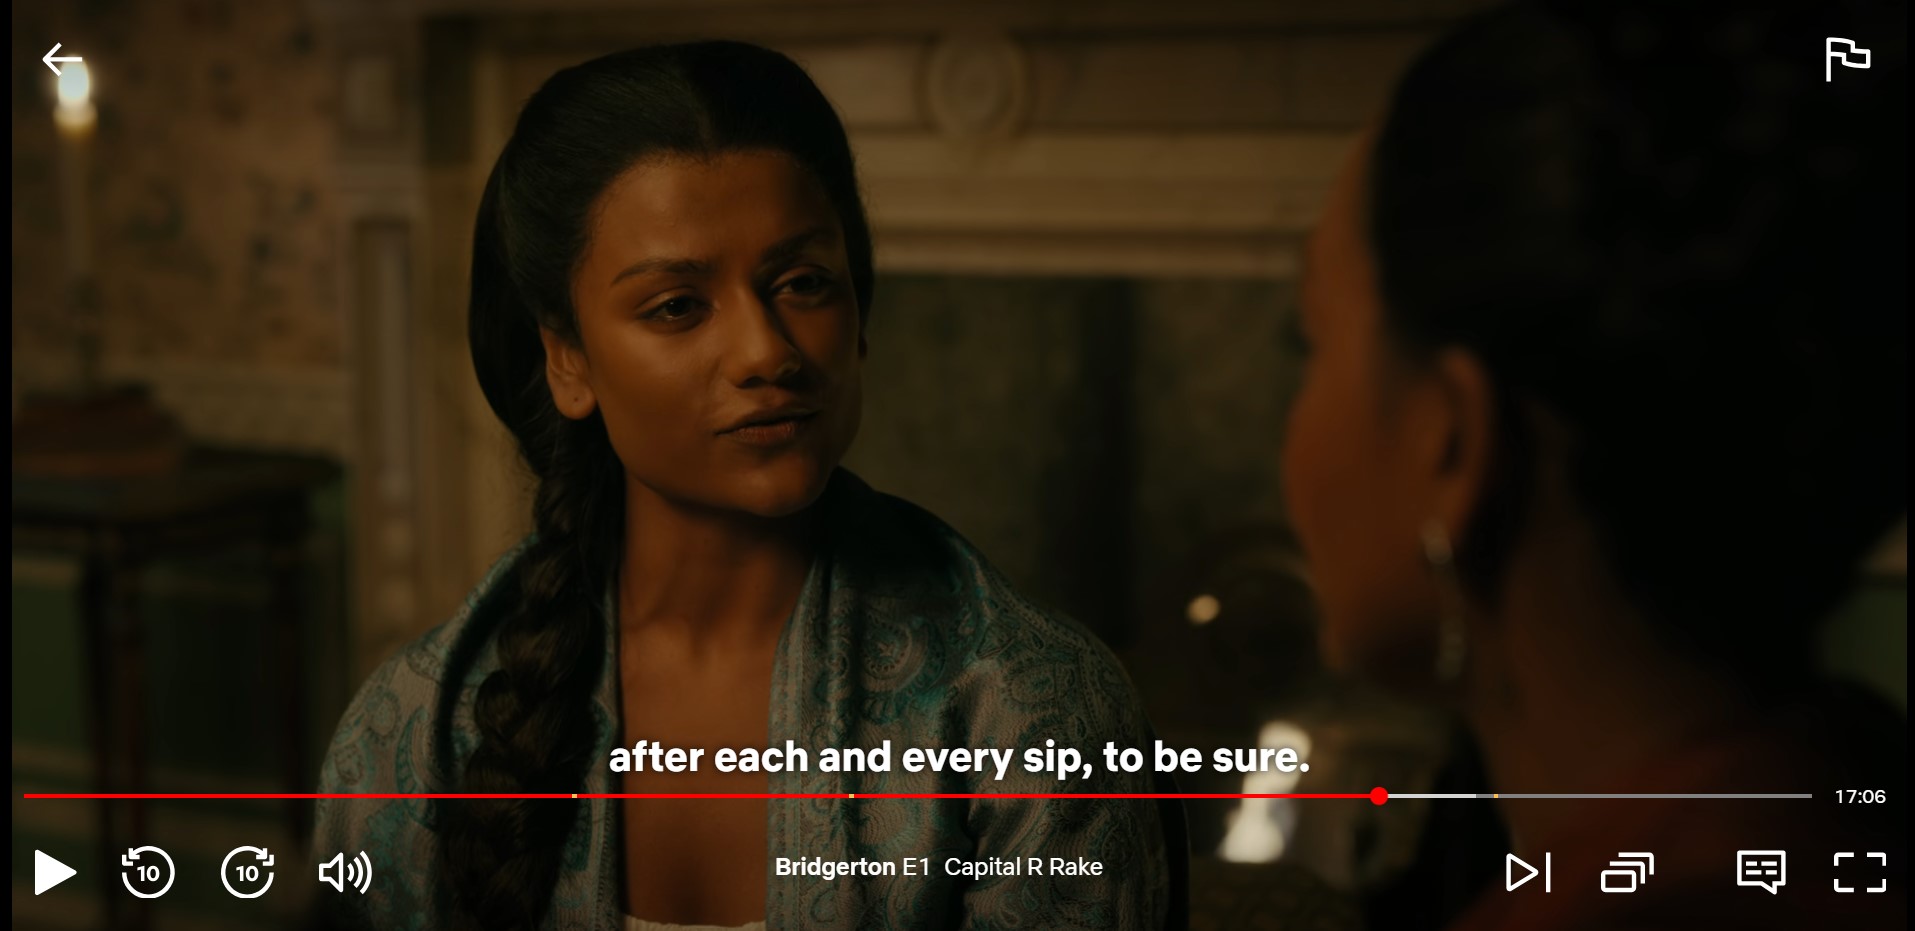 after each and every sip, to be sure.
17:06
10
10
Bridgerton E1 Capital R Rake